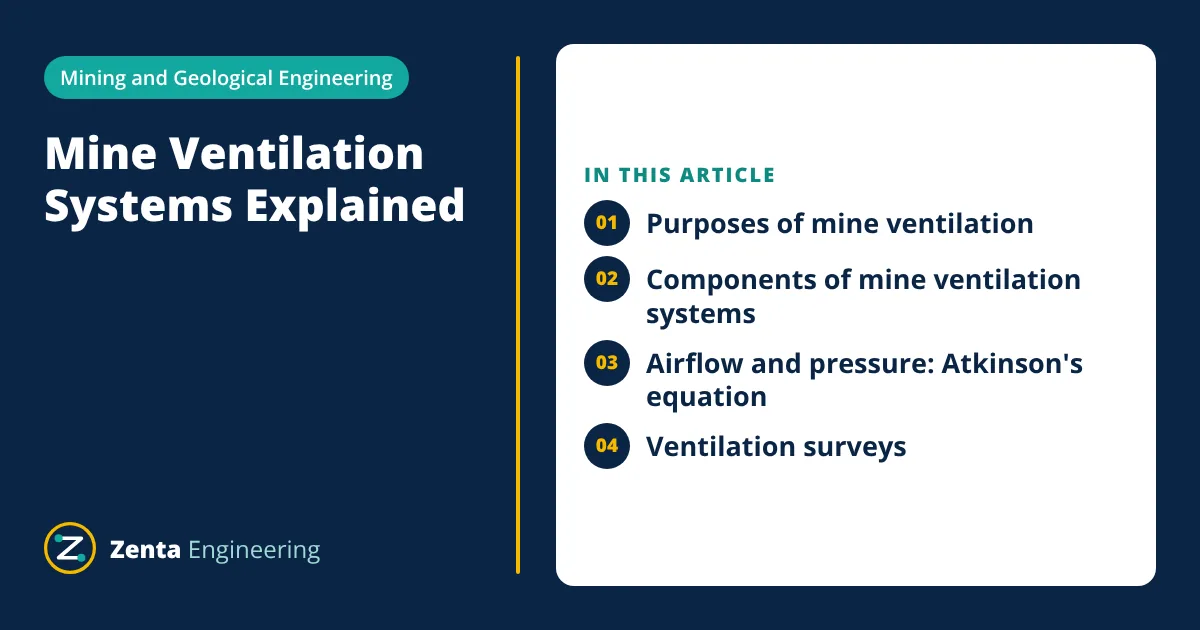 Mining and Geological Engineering
Mine Ventilation
Systems Explained
Zenta Engineering
IN THIS ARTICLE
01 Purposes of mine ventilation
02 Components of mine ventilation
systems
03 Airflow and pressure: Atkinson's
equation
04 Ventilation surveys